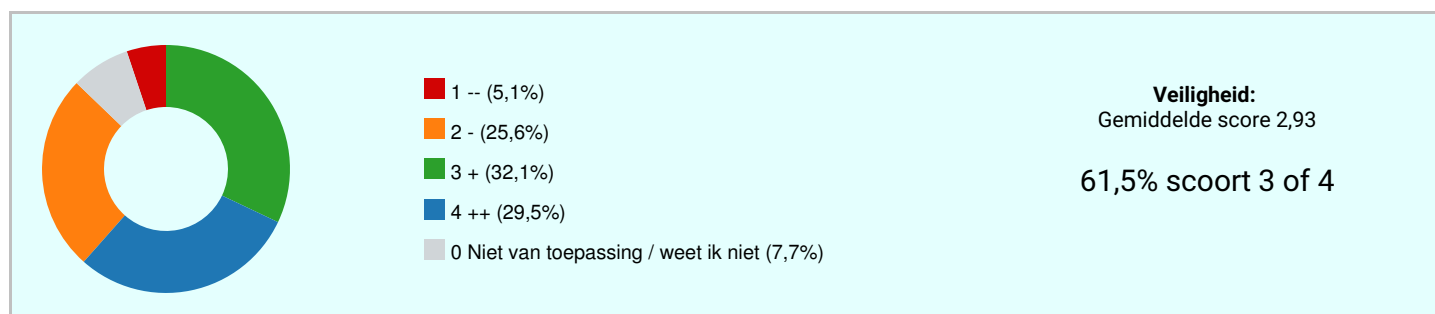 1 -- (5,1%)
2 - (25,6%)
3 + (32,1%)
4 ++ (29,5%)
0 Niet van toepassing / weet ik niet (7,7%)
Veiligheid:
Gemiddelde score 2,93
61,5% scoort 3 of 4